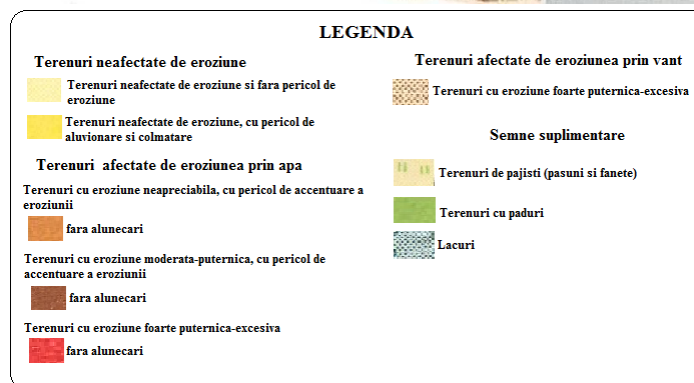 LEGENDA
Terenuri neafectate de eroziune
Terenuri neafectate de eroziune si fara pericol de
eroziune
Terenuri neafectate de eroziune, cu pericol de
aluvionare si colmatare
Terenuri afectate de eroziunea prin apa
Terenuri cu eroziune neapreciabila, cu pericol de accentuare a
eroziunii
fara alunecari
Terenuri cu eroziune moderata-puternica, cu pericol de
accentuare a eroziunii
fara alunecari
Terenuri cu eroziune foarte puternica-excesiva
fara alunecari
Terenuri afectate de eroziunea prin vant
Terenuri cu eroziune foarte puternica-excesiva
Semne suplimentare
Terenuri de pajisti (pasuni si fanete)
Terenuri cu paduri
Lacuri